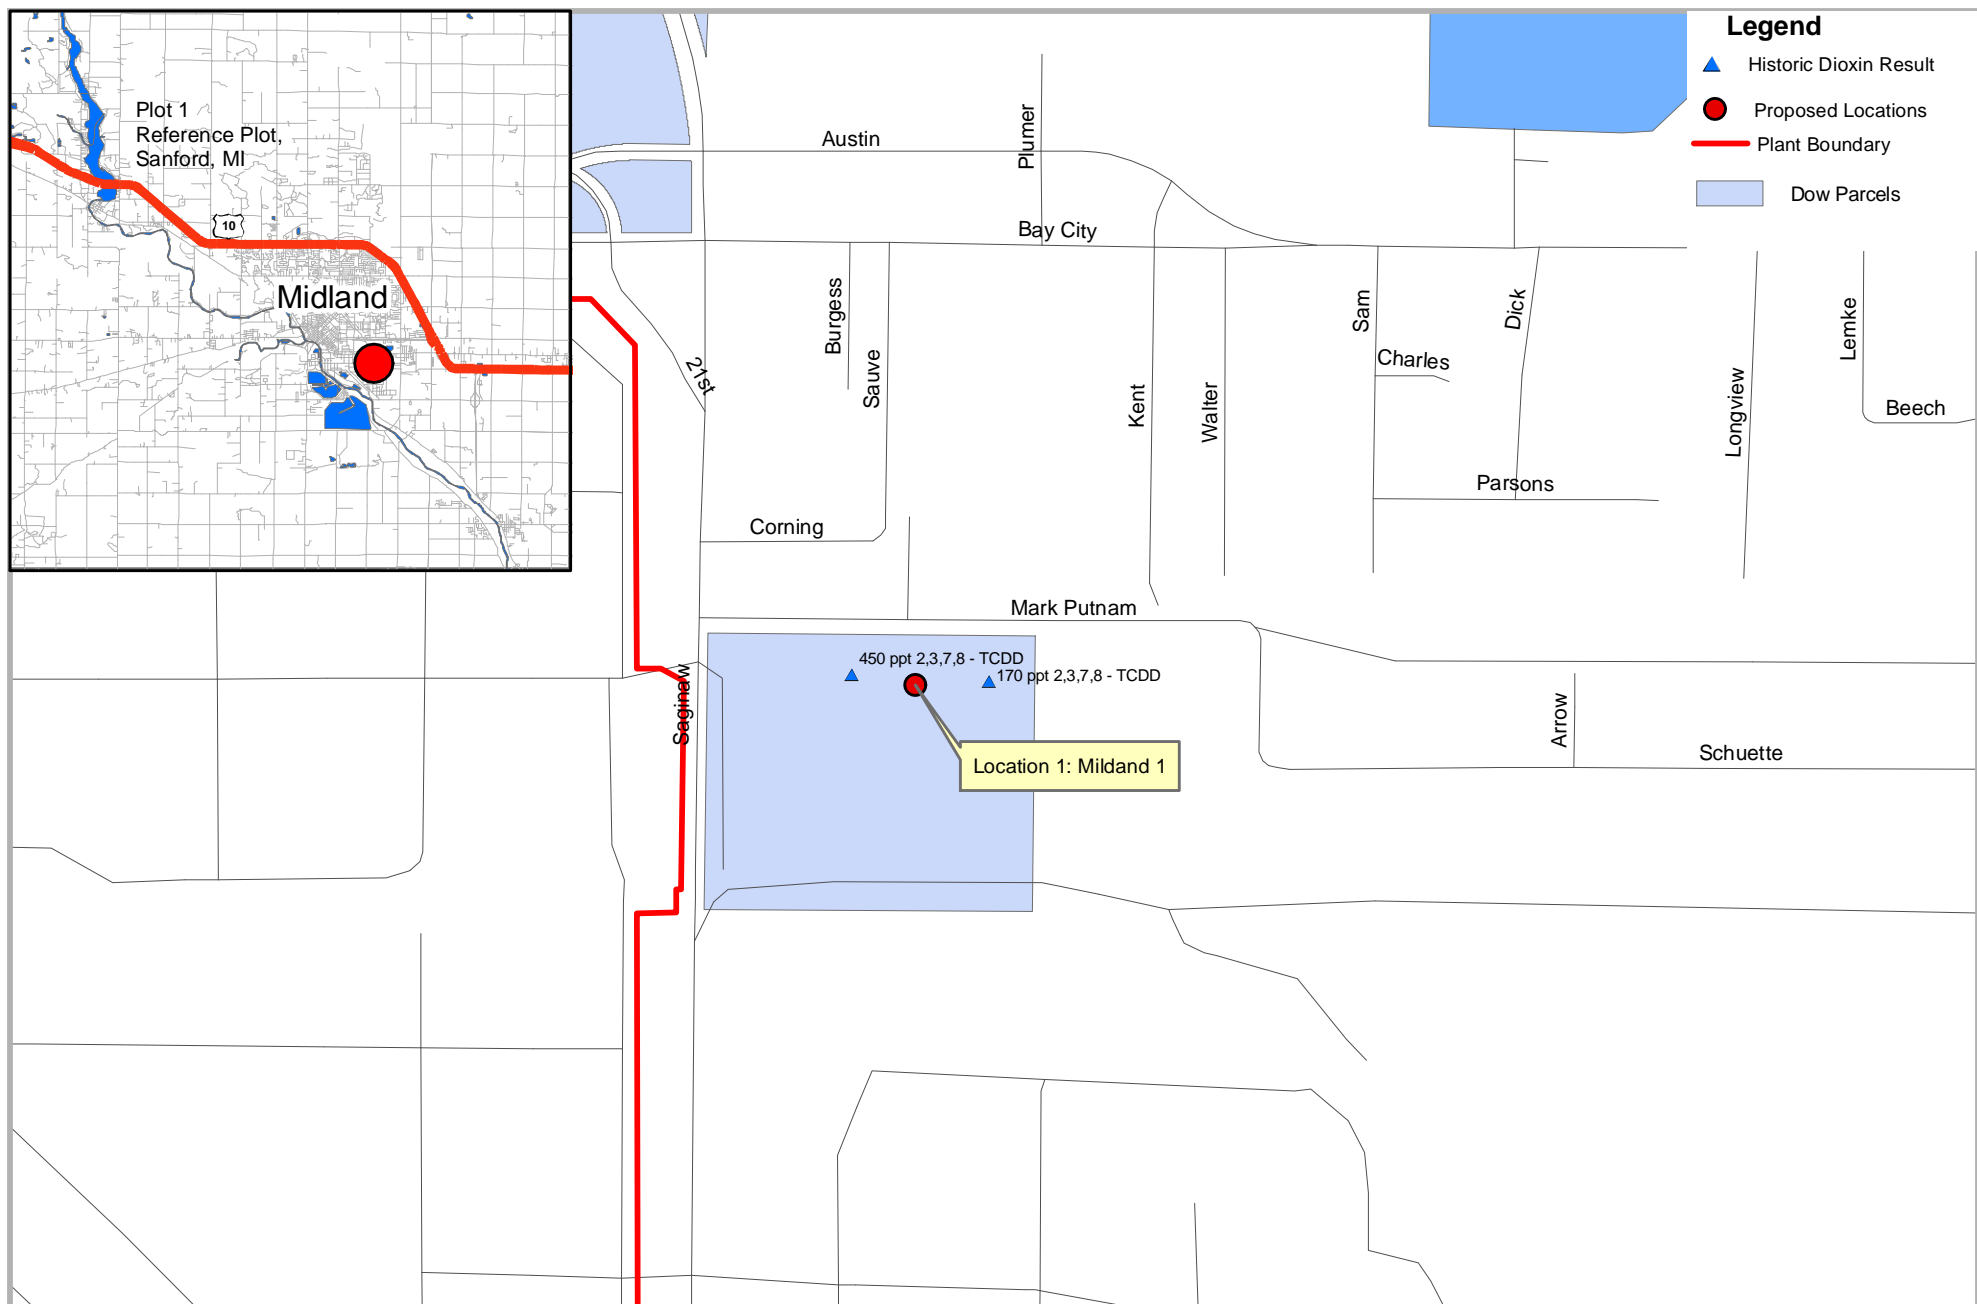 Legend
Historic Dioxin Result
Proposed Locations
Plant Boundary
Dow Parcels
Plot 1
Reference Plot,
Sanford, MI
10
Midland
Austin
Plumer
Bay City
Burgess
Sauve
21st
Kent
Walter
Sam
Charles
Dick
Longview
Lemke
Beech
Parsons
Corning
Mark Putnam
450 ppt 2,3,7,8 - TCDD
170 ppt 2,3,7,8 - TCDD
Saginaw
Location 1: Mildand 1
Arrow
Schuette